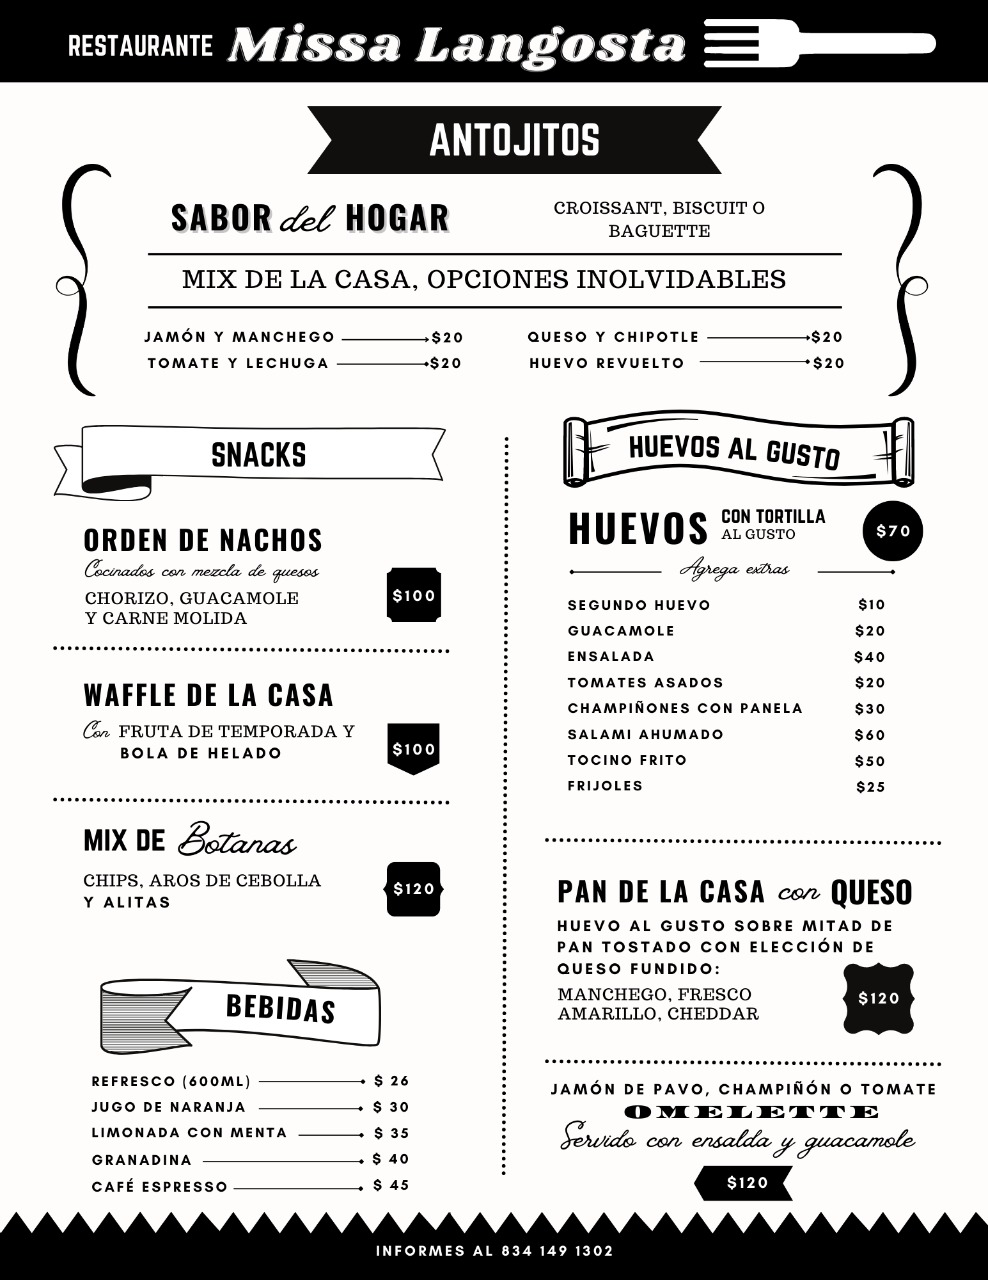 RESTAURANTE Missa Langosta
ANTOJITOS
SABOR del HOGAR
CROISSANT, BISCUIT O
BAGUETTE
MIX DE LA CASA, OPCIONES INOLVIDABLES
JAMÓN Y MANCHEGO $20
TOMATE Y LECHUGA $20
QUESO Y CHIPOTLE $20
HUEVO REVUELTO $20
SNACKS
ORDEN DE NACHOS
Cocinados con mezcla de quesos
CHORIZO, GUACAMOLE
Y CARNE MOLIDA
$100
WAFFLE DE LA CASA
Con FRUTA DE TEMPORADA Y
BOLA DE HELADO
$100
MIX DE Botanas
CHIPS, AROS DE CEBOLLA
Y ALITAS
$120
BEBIDAS
REFRESCO (600ML) $ 26
JUGO DE NARANJA $ 30
LIMONADA CON MENTA $ 35
GRANADINA $ 40
CAFÉ ESPRESSO $ 45
HUEVOS AL GUSTO
HUEVOS CON TORTILLA
AL GUSTO
$70
Agrega extras
SEGUNDO HUEVO $10
GUACAMOLE $20
ENSALADA $40
TOMATES ASADOS $20
CHAMPIÑONES CON PANELA $30
SALAMI AHUMADO $60
TOCINO FRITO $50
FRIJOLES $25
PAN DE LA CASA con QUESO
HUEVO AL GUSTO SOBRE MITAD DE
PAN TOSTADO CON ELECCIÓN DE
QUESO FUNDIDO:
MANCHEGO, FRESCO
AMARILLO, CHEDDAR
$120
JAMÓN DE PAVO, CHAMPIÑÓN O TOMATE
OMELETTE
Servido con ensalda y guacamole
$120
INFORMES AL 834 149 1302